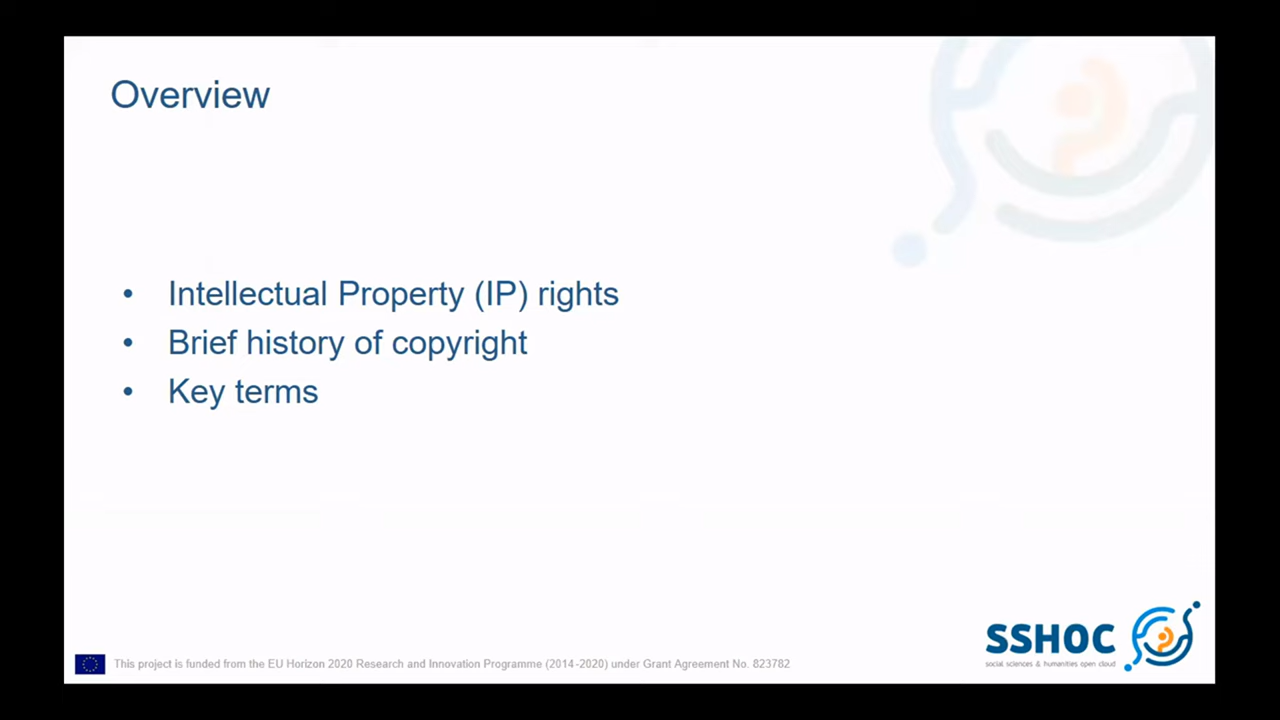 Overview
• Intellectual Property (IP) rights
• Brief history of copyright
• Key terms
SSHOC
social sciences & humanities open cloud
This project is funded from the EU Horizon 2020 Research and Innovation Programme (2014-2020) under Grant Agreement No. 823782